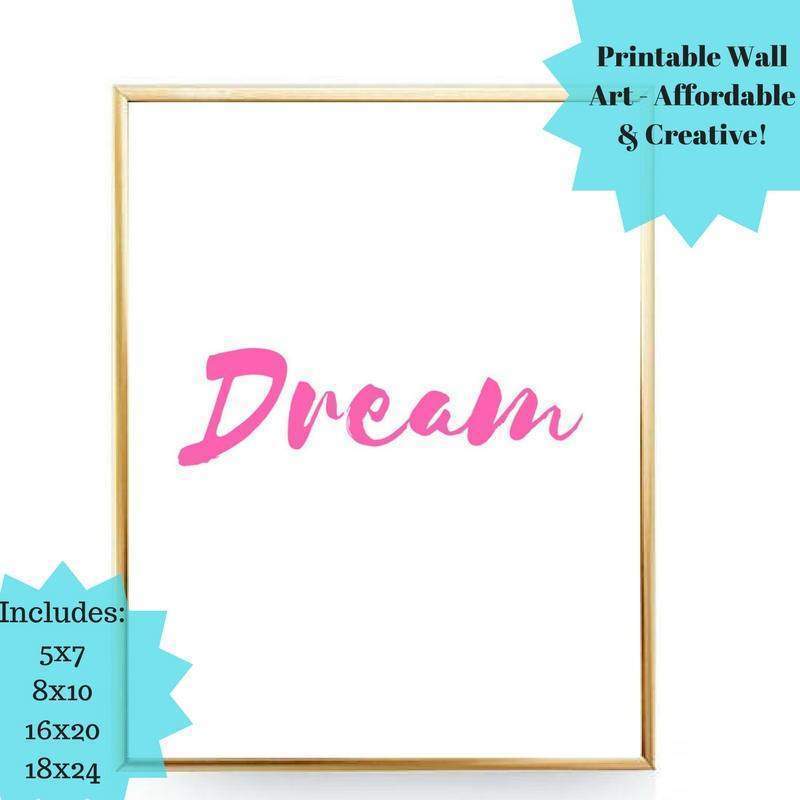 Printable Wall
Art - Affordable
& Creative!
Dream
Includes:
5x7
8x10
16x20
18x24